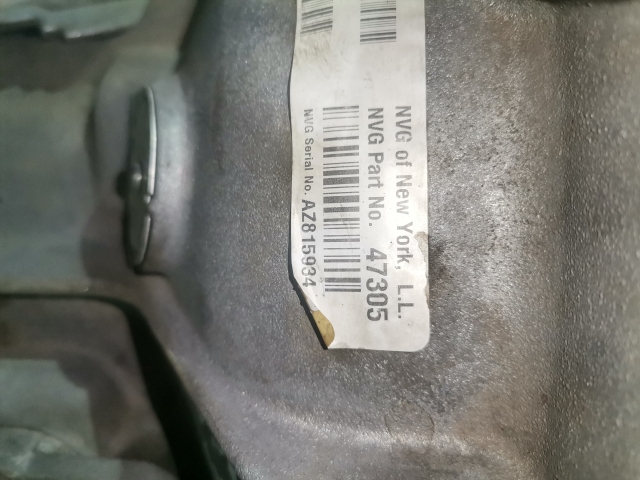 NVG of New York, L.L.
NVG Part No. 47305
NVG Serial No. AZ815934